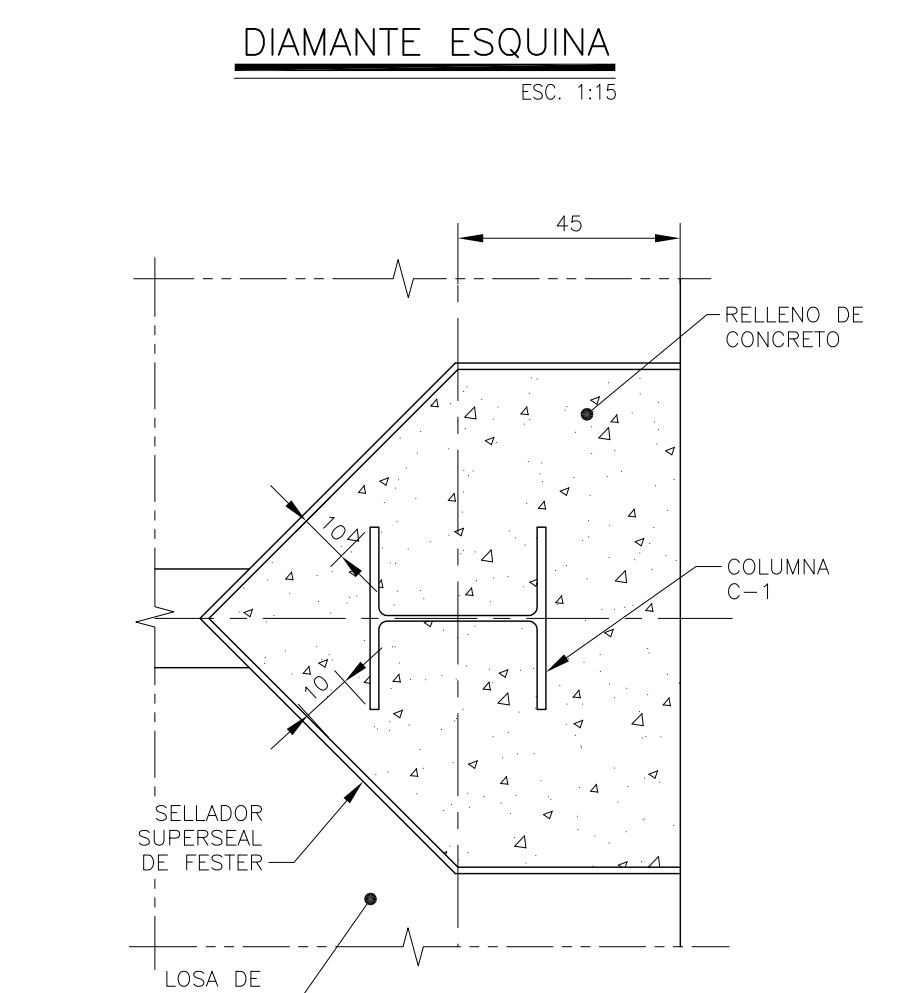 DIAMANTE ESQUINA
ESC. 1:15
45
RELLENO DE
CONCRETO
10
COLUMNA
C-1
10
SELLADOR
SUPERSEAL
DE FESTER
LOSA DE